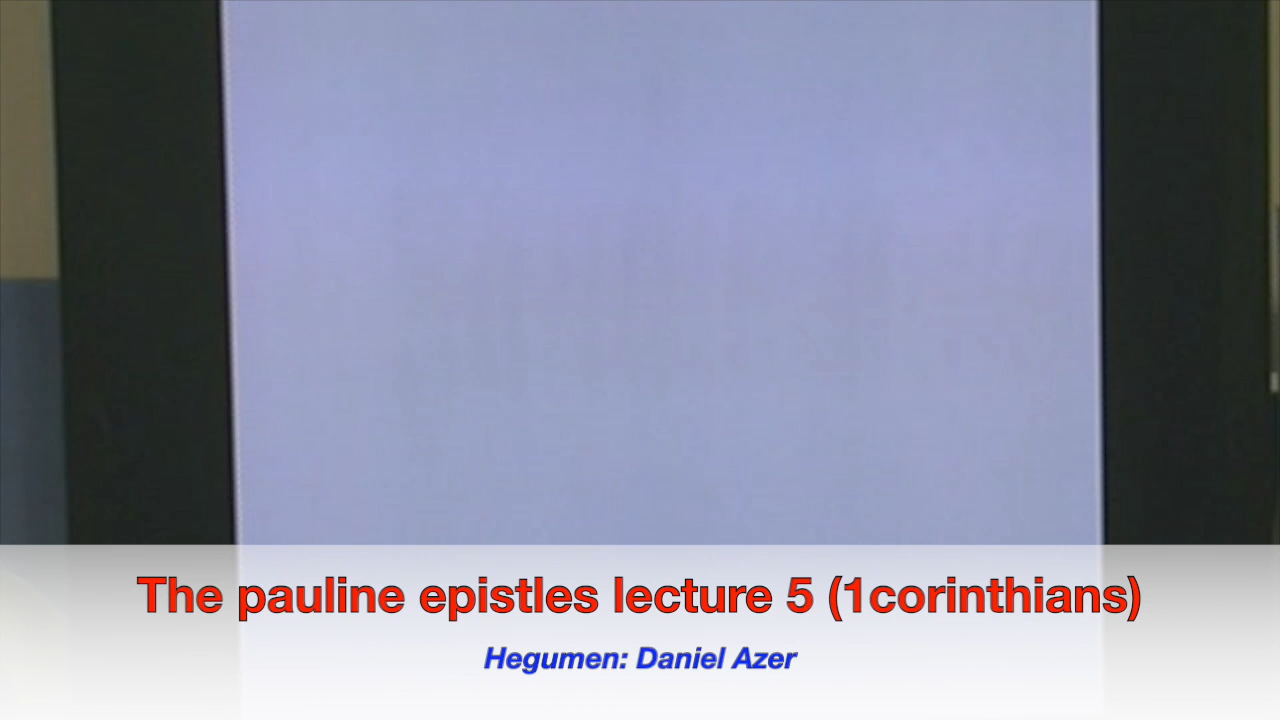 The pauline epistles lecture 5 (1corinthians)
Hegumen: Daniel Azer